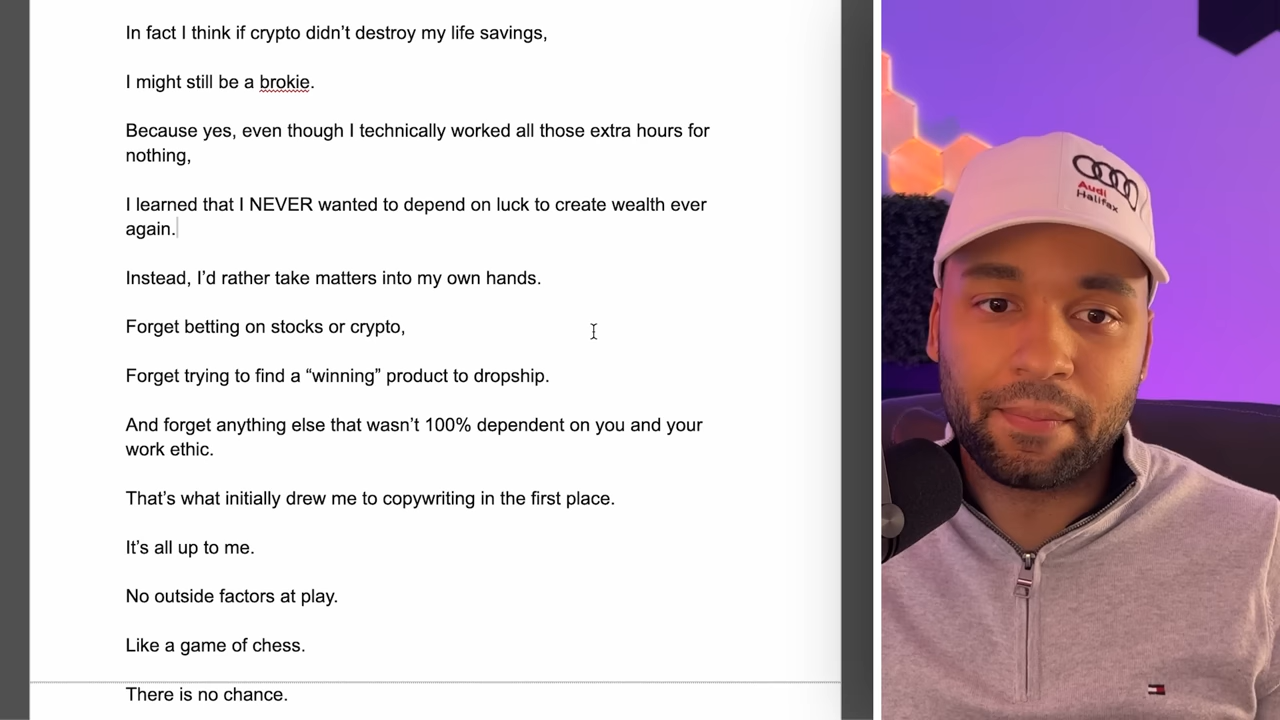 In fact I think if crypto didn’t destroy my life savings,
I might still be a brokie.
Because yes, even though I technically worked all those extra hours for
nothing,
I learned that I NEVER wanted to depend on luck to create wealth ever
again.
Instead, I’d rather take matters into my own hands.
Forget betting on stocks or crypto,
Forget trying to find a “winning” product to dropship.
And forget anything else that wasn’t 100% dependent on you and your
work ethic.
That’s what initially drew me to copywriting in the first place.
It’s all up to me.
No outside factors at play.
Like a game of chess.
There is no chance.
Audi
Halifax